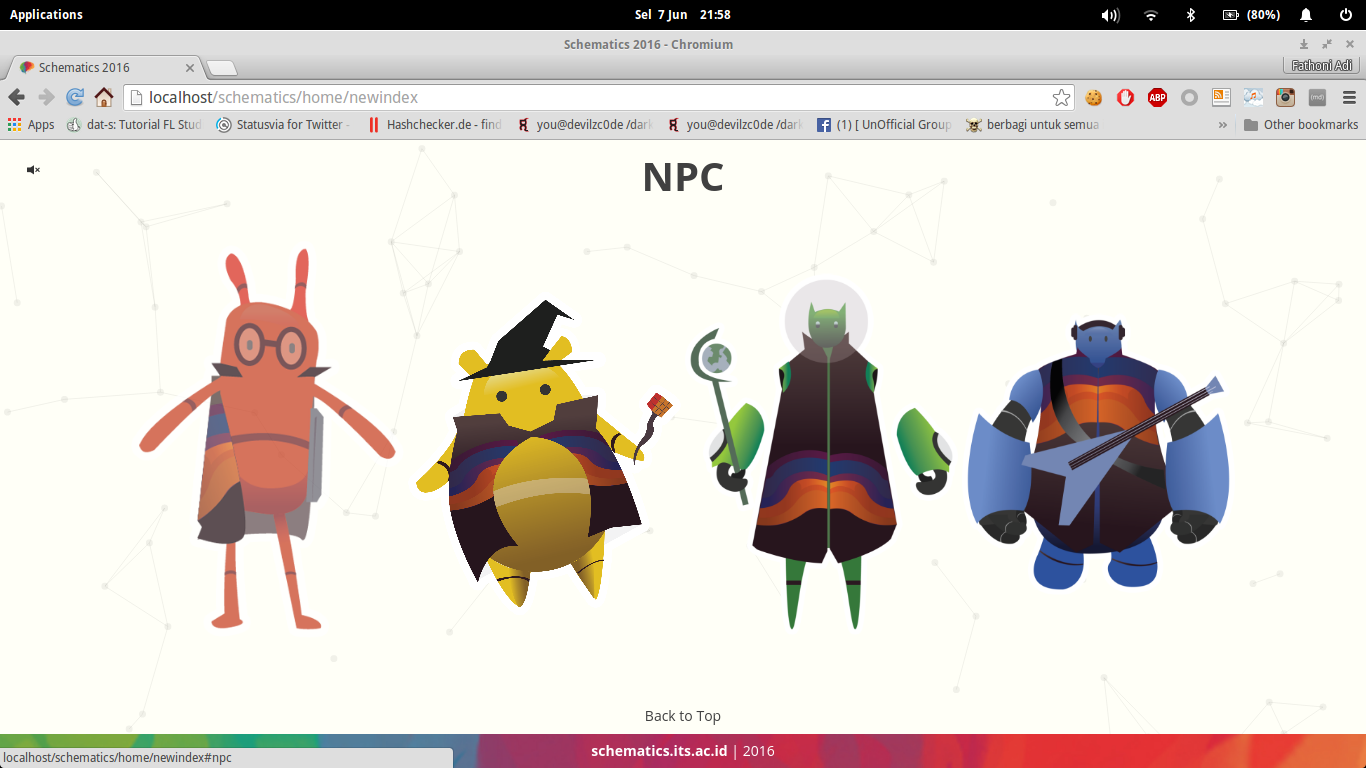 Applications
Sel 7 Jun 21:58
(80%)
Schematics 2016 - Chromium
Schematics 2016
Fathoni Adi
localhost/schematics/home/newindex
ABP
{md}
Apps
dat-s: Tutorial FL Stud
Statusvia for Twitter -
Hashchecker.de - find
you@devilzc0de /dark
you@devilzc0de /dark
(1) [ UnOfficial Group
berbagi untuk semua
»
Other bookmarks
NPC
Back to Top
schematics.its.ac.id | 2016
localhost/schematics/home/newindex#npc